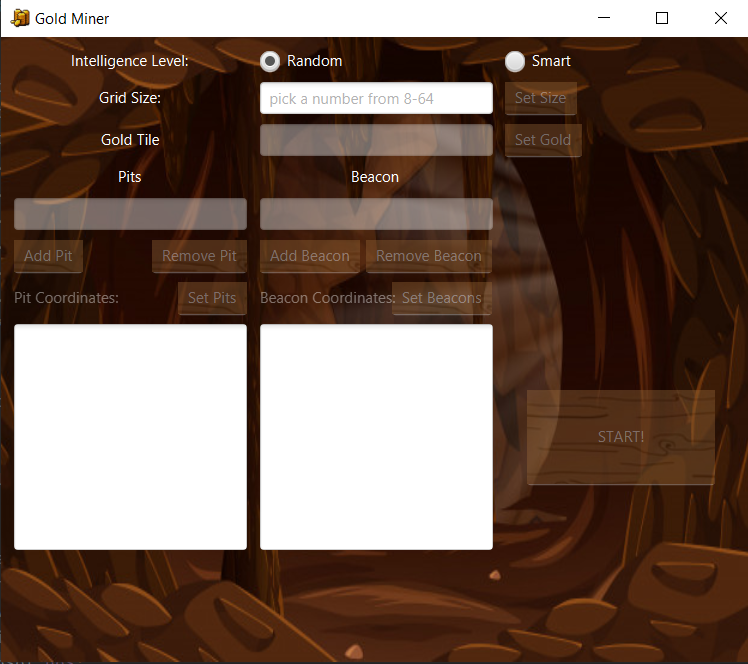 Gold Miner
Intelligence Level: Random Smart
Grid Size: pick a number from 8-64 Set Size
Gold Tile Set Gold
Pits Beacon
Add Pit Remove Pit Add Beacon Remove Beacon
Pit Coordinates: Set Pits Beacon Coordinates: Set Beacons
START!